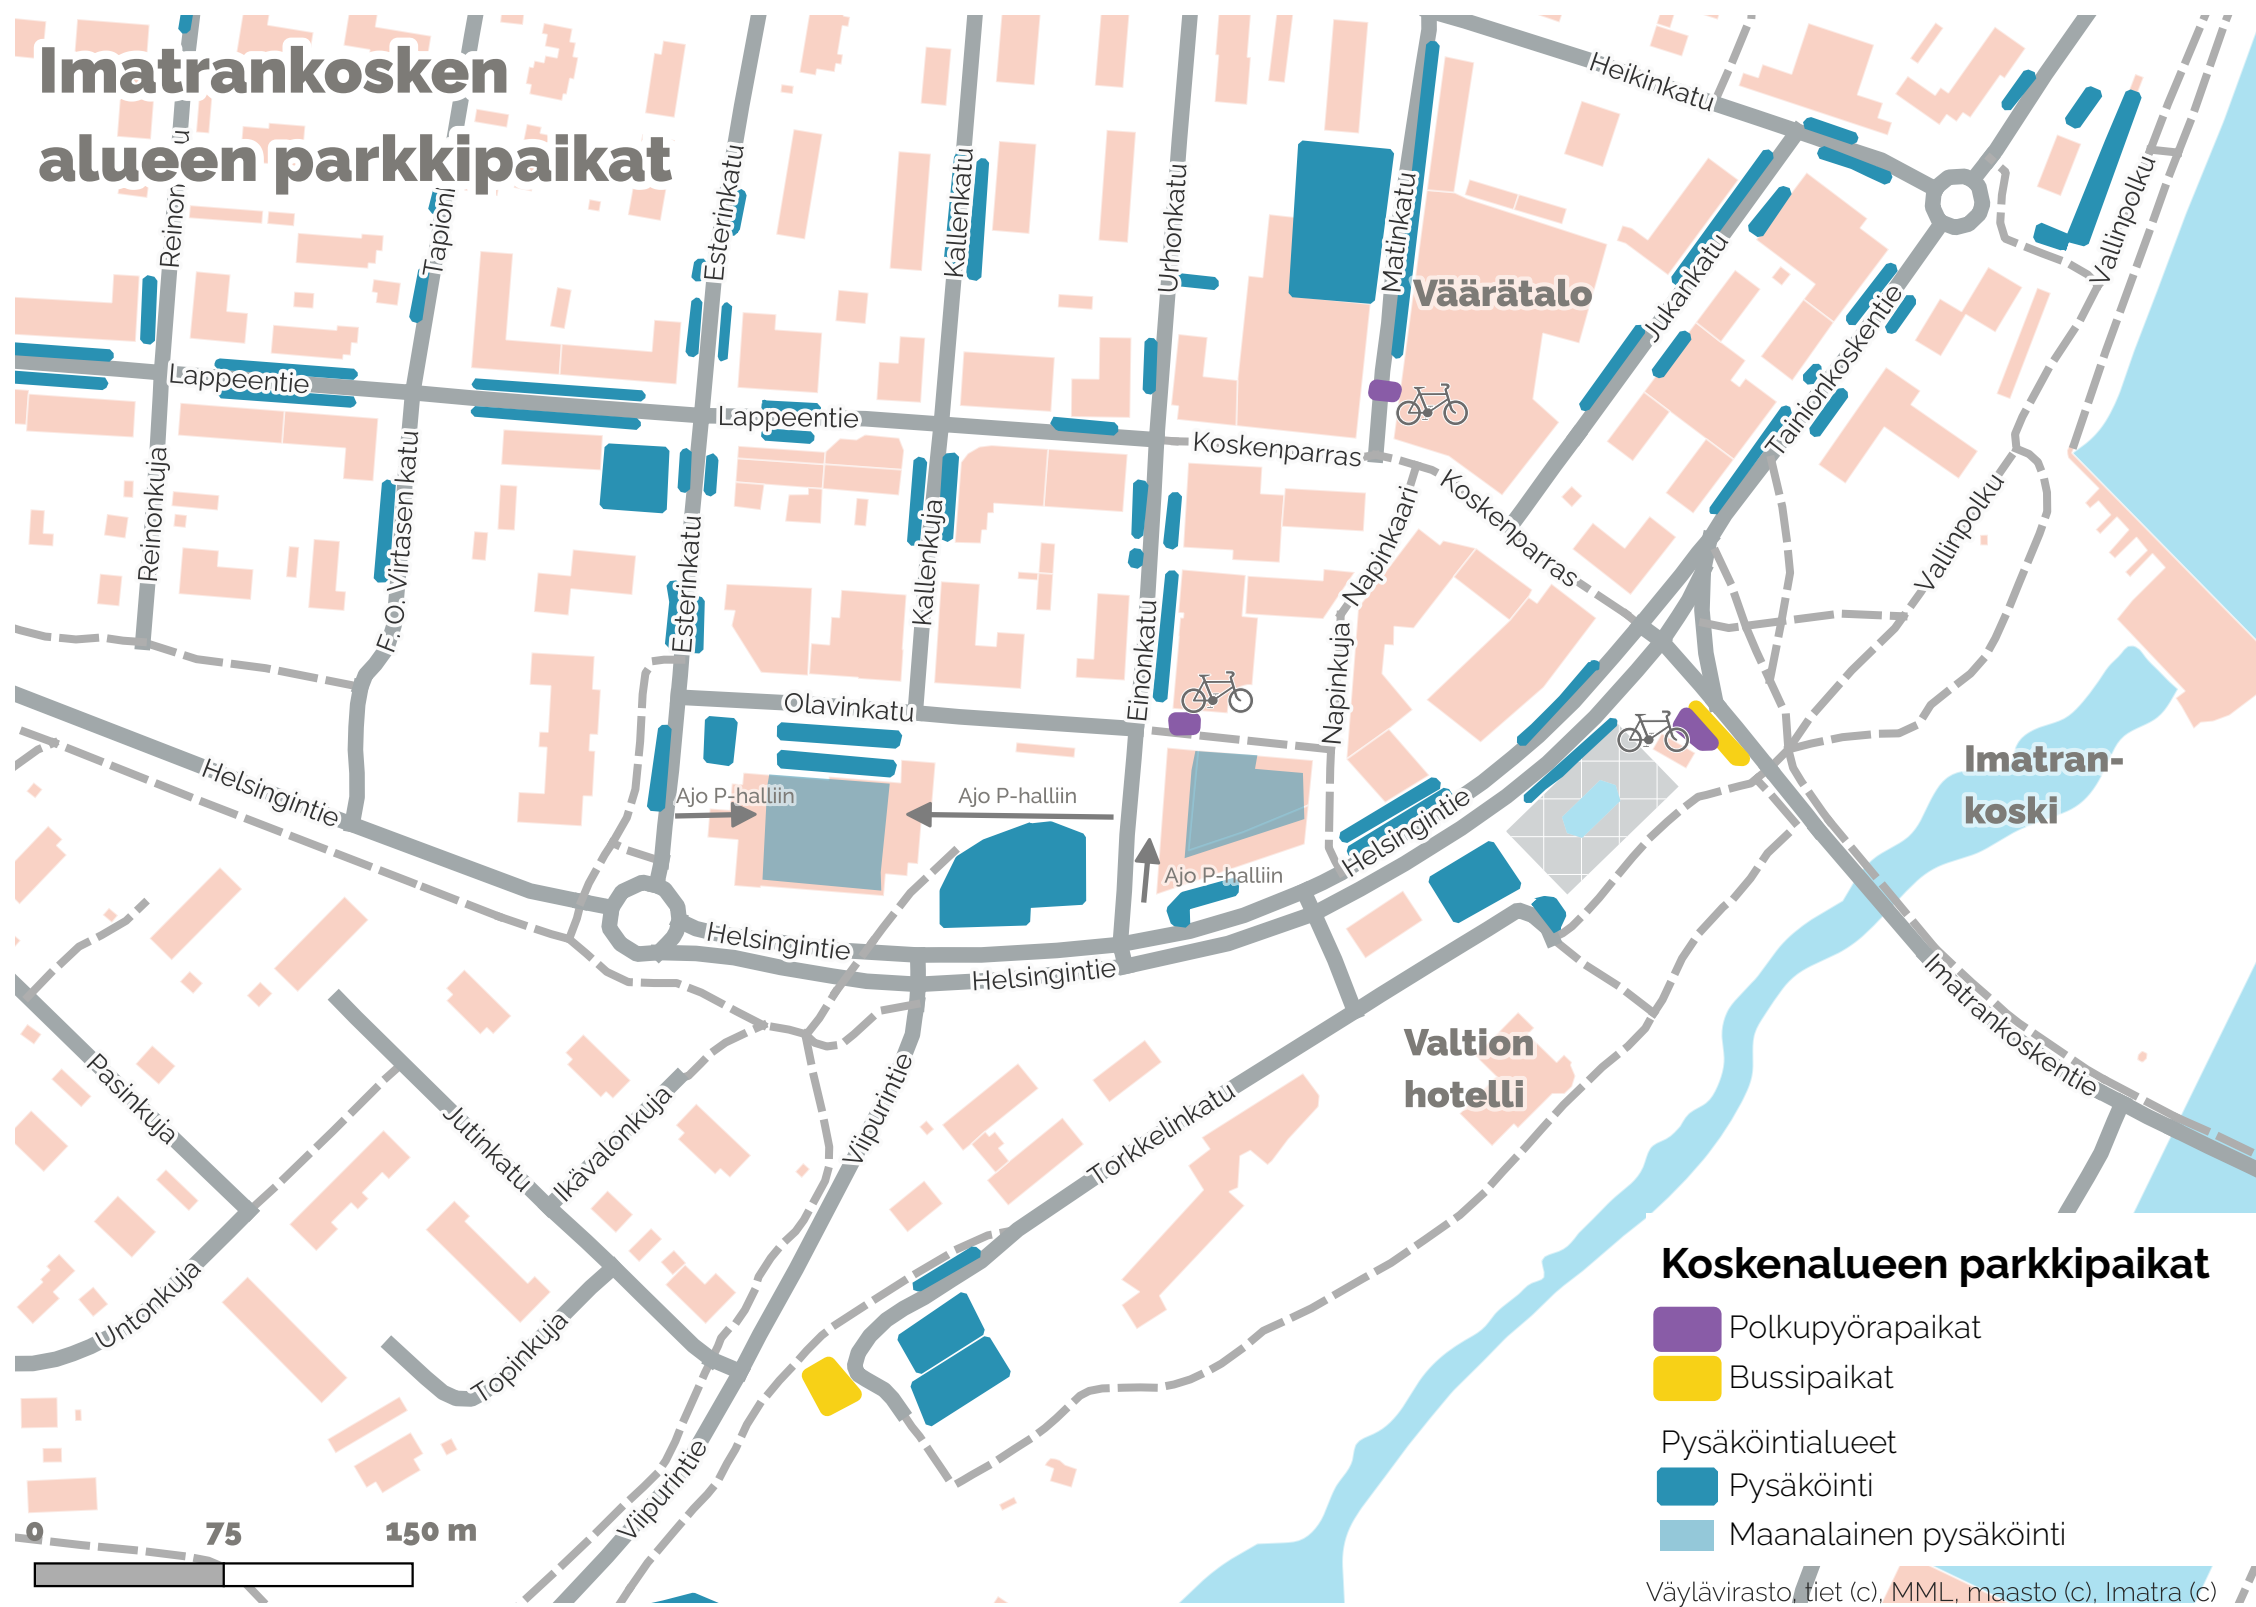 Imatrankosken
alueen parkkipaikat
Heikinkatu
Vallinpolku
Esterinkatu
Kallenkatu
Urhonkatu
Matinkatu
Jukankatu
Tainionkoskentie
Väärätalo
Lappeentie
Lappeentie
Koskenparras
Koskenparras
Reinonkuja
F. O. Virtasen katu
Esterinkatu
Kallenkuja
Einonkatu
Napinkaari
Napinkuja
Vallinpolku
Olavinkatu
Helsingintie
Ajo P-halliin
Ajo P-halliin
Ajo P-halliin
Helsingintie
Helsingintie
Helsingintie
Imatran-
koski
Imatrankoskentie
Valtion
hotelli
Pasinkuja
Jutinkatu
Ikävalonkuja
Viipurintie
Torkkelinkatu
Untonkuja
Topinkuja
Viipurintie
Koskenalueen parkkipaikat
Polkupyöräpaikat
Bussipaikat
Pysäköintialueet
Pysäköinti
Maanalainen pysäköinti
0 75 150 m
Väylävirasto, tiet (c), MML, maasto (c), Imatra (c)